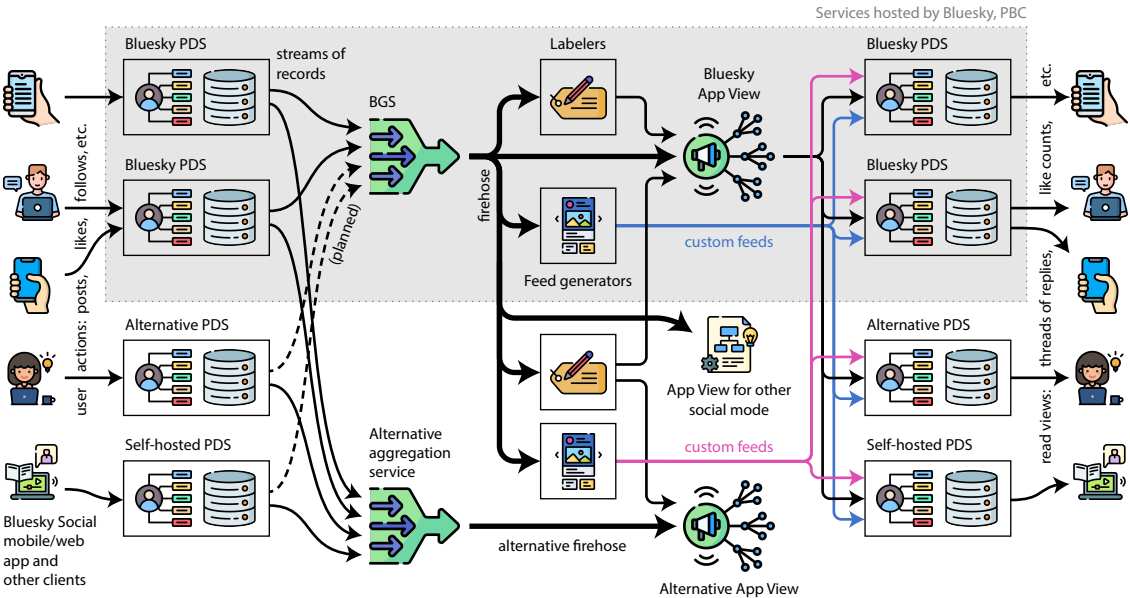 Services hosted by Bluesky, PBC
Bluesky PDS
streams of
records
Labelers
Bluesky
App View
Bluesky PDS
etc.
BGS
follows, etc.
Bluesky PDS
Bluesky PDS
like counts,
likes,
(planned)
firehose
custom feeds
Feed generators
posts,
threads of replies,
Alternative PDS
Alternative PDS
actions:
user
App View for other
social mode
read views:
Self-hosted PDS
Alternative
aggregation
service
custom feeds
Self-hosted PDS
Bluesky Social
mobile/web
app and
other clients
alternative firehose
Alternative App View